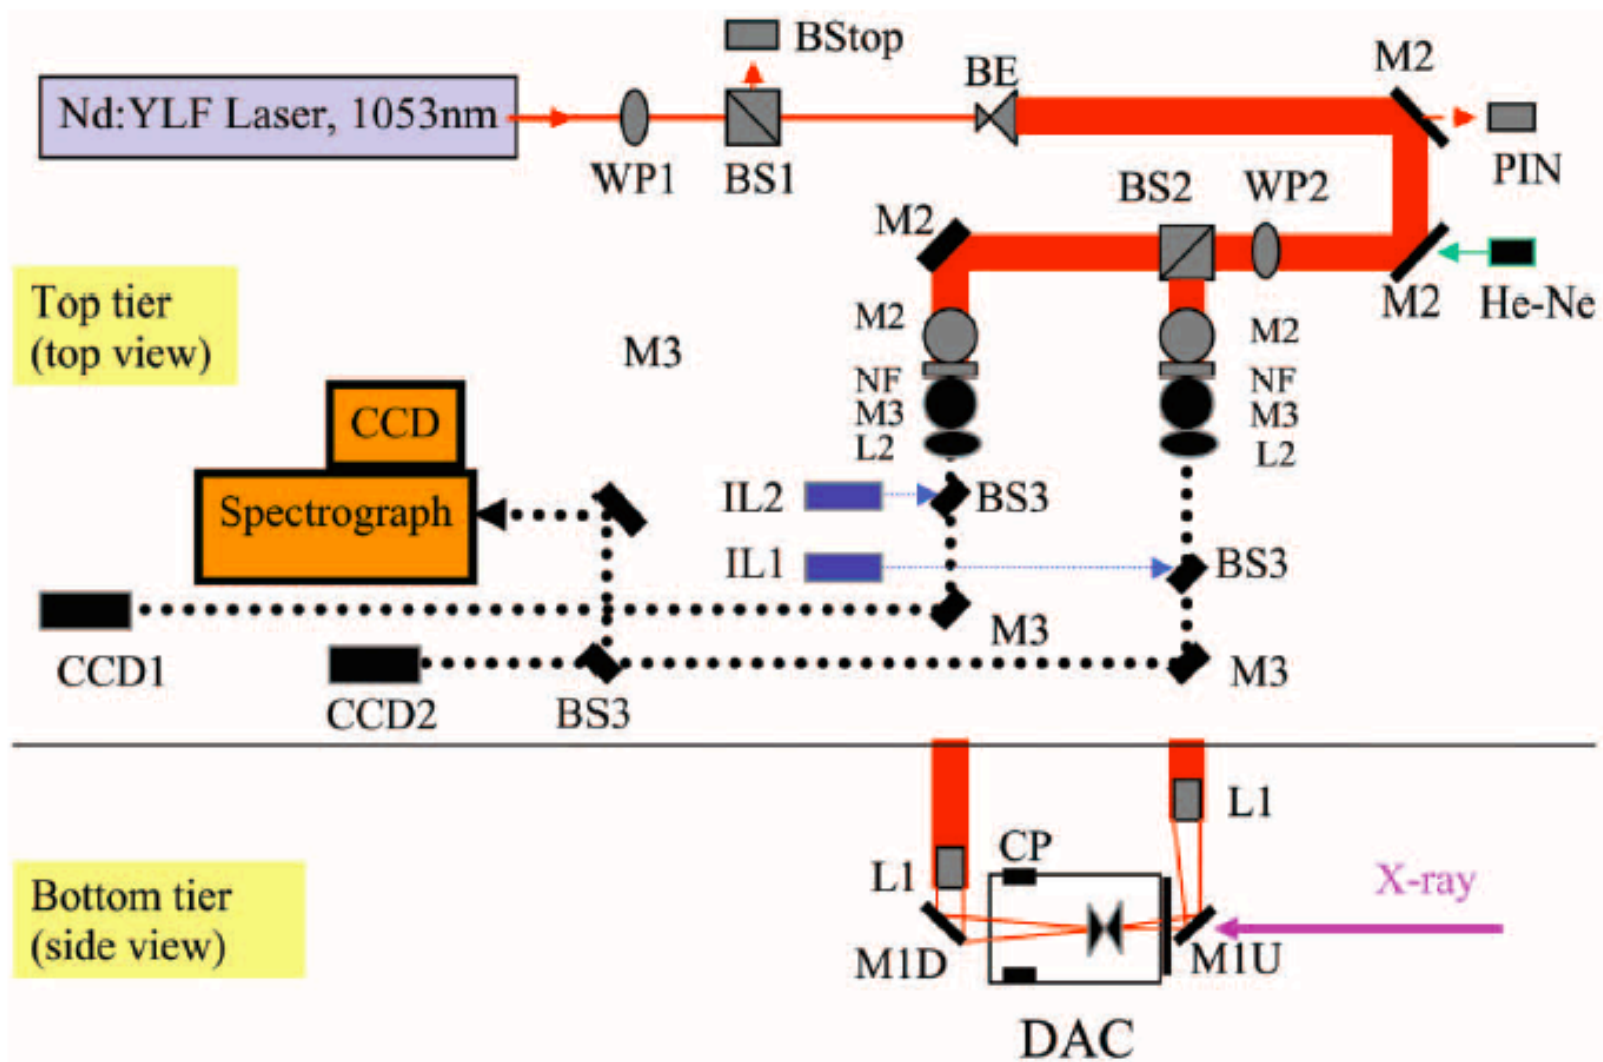 BStop
M2
BE
Nd:YLF Laser, 1053nm
WP1
BS1
PIN
BS2
WP2
M2
M2
He-Ne
Top tier
(top view)
M3
M2
M2
NF
NF
M3
M3
L2
L2
CCD
Spectrograph
IL2
BS3
IL1
BS3
M3
CCD1
M3
CCD2
BS3
L1
CP
L1
X-ray
Bottom tier
(side view)
M1D
M1U
DAC